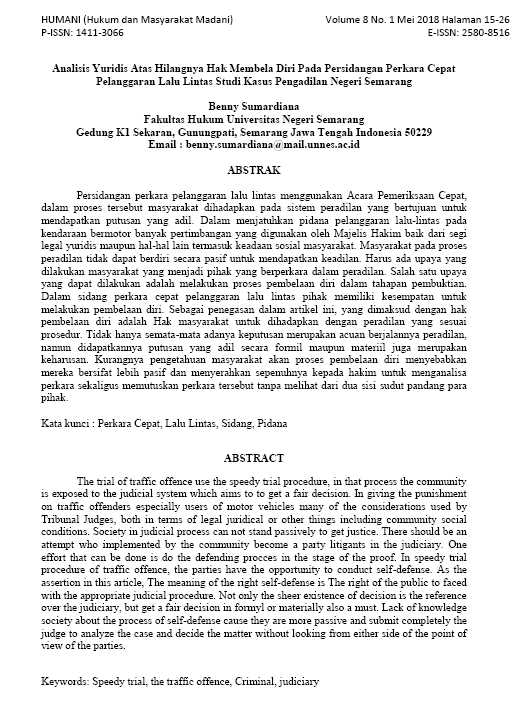 HUMANI (Hukum dan Masyarakat Madani) Volume 8 No. 1 Mei 2018 Halaman 15-26
P-ISSN: 1411-3066 E-ISSN: 2580-8516
Analisis Yuridis Atas Hilangnya Hak Membela Diri Pada Persidangan Perkara Cepat
Pelanggaran Lalu Lintas Studi Kasus Pengadilan Negeri Semarang
Benny Sumardiana
Fakultas Hukum Universitas Negeri Semarang
Gedung K1 Sekaran, Gunungpati, Semarang Jawa Tengah Indonesia 50229
Email : benny.sumardiana@mail.unnes.ac.id
ABSTRAK
Persidangan perkara pelanggaran lalu lintas menggunakan Acara Pemeriksaan Cepat,
dalam proses tersebut masyarakat dihadapkan pada sistem peradilan yang bertujuan untuk
mendapatkan putusan yang adil. Dalam menjatuhkan pidana pelanggaran lalu-lintas pada
kendaraan bermotor banyak pertimbangan yang digunakan oleh Majelis Hakim baik dari segi
legal yuridis maupun hal-hal lain termasuk keadaan sosial masyarakat. Masyarakat pada proses
peradilan tidak dapat berdiri secara pasif untuk mendapatkan keadilan. Harus ada upaya yang
dilakukan masyarakat yang menjadi pihak yang berperkara dalam peradilan. Salah satu upaya
yang dapat dilakukan adalah melakukan proses pembelaan diri dalam tahapan pembuktian.
Dalam sidang perkara cepat pelanggaran lalu lintas pihak memiliki kesempatan untuk
melakukan pembelaan diri. Sebagai penegasan dalam artikel ini, yang dimaksud dengan hak
pembelaan diri adalah Hak masyarakat untuk dihadapkan dengan peradilan yang sesuai
prosedur. Tidak hanya semata-mata adanya keputusan merupakan acuan berjalannya peradilan,
namun didapatkannya putusan yang adil secara formil maupun materiil juga merupakan
keharusan. Kurangnya pengetahuan masyarakat akan proses pembelaan diri menyebabkan
mereka bersifat lebih pasif dan menyerahkan sepenuhnya kepada hakim untuk menganalisa
perkara sekaligus memutuskan perkara tersebut tanpa melihat dari dua sisi sudut pandang para
pihak.
Kata kunci : Perkara Cepat, Lalu Lintas, Sidang, Pidana
ABSTRACT
The trial of traffic offence use the speedy trial procedure, in that process the community
is exposed to the judicial system which aims to to get a fair decision. In giving the punishment
on traffic offenders especially users of motor vehicles many of the considerations used by
Tribunal Judges, both in terms of legal juridical or other things including community social
conditions. Society in judicial process can not stand passively to get justice. There should be an
attempt who implemented by the community become a party litigants in the judiciary. One
effort that can be done is do the defending procces in the stage of the proof. In speedy trial
procedure of traffic offence, the parties have the opportunity to conduct self-defense. As the
assertion in this article, The meaning of the right self-defense is The right of the public to faced
with the appropriate judicial procedure. Not only the sheer existence of decision is the reference
over the judiciary, but get a fair decision in formyl or materially also a must. Lack of knowledge
society about the process of self-defense cause they are more passive and submit completely the
judge to analyze the case and decide the matter without looking from either side of the point of
view of the parties.
Keywords: Speedy trial, the traffic offence, Criminal, judiciary